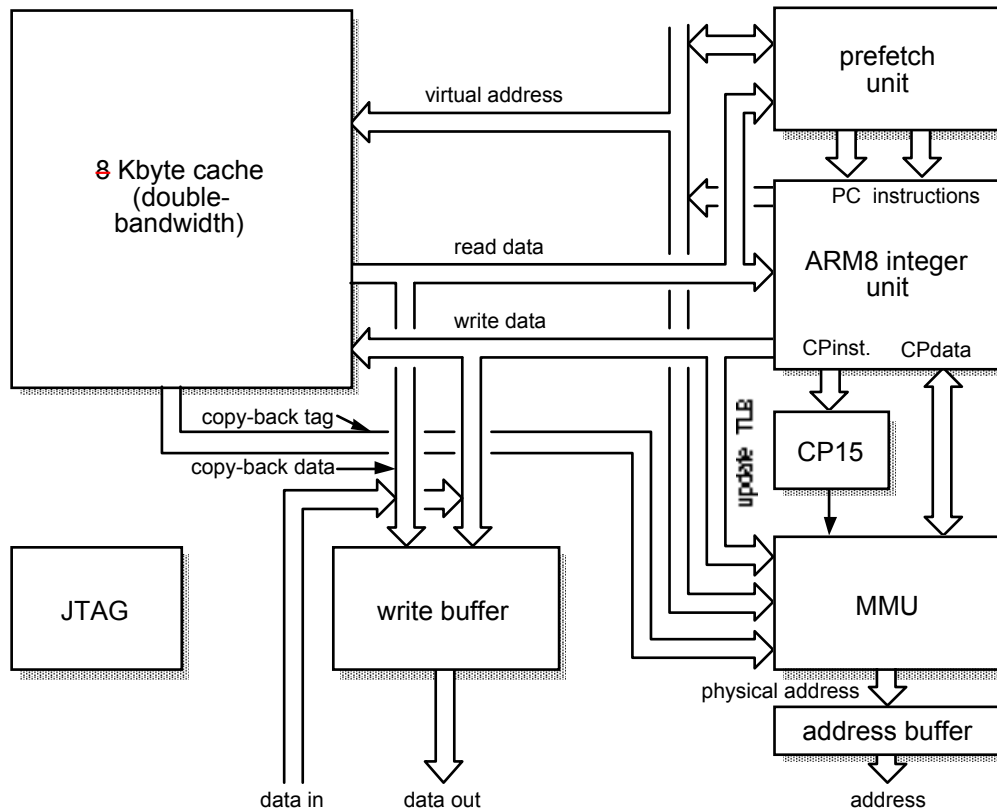 prefetch
unit
virtual address
8 Kbyte cache
(double-
bandwidth)
PC instructions
read data
ARM8 integer
unit
write data
CPinst. CPdata
copy-back tag
update TLB
CP15
copy-back data
JTAG
write buffer
MMU
physical address
address buffer
data in
data out
address